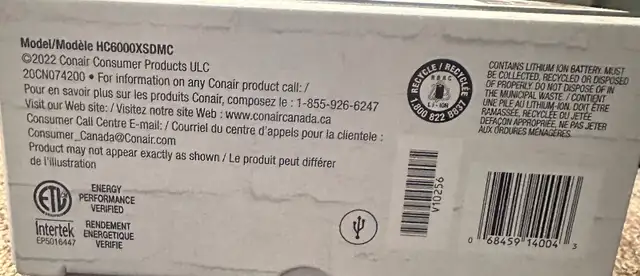 Model/Modèle HC6000XSDMC
©2022 Conair Consumer Products ULC
20CN074200 • For information on any Conair product call: /
Pour en savoir plus sur les produits Conair, composez le : 1-855-926-6247
Visit our Web site: / Visitez notre site Web : www.conaircanada.ca
Consumer Call Centre E-mail: / Courriel du centre d'appels pour la clientele :
Consumer_Canada@Conair.com
Product may not appear exactly as shown / Le produit peut différer
de l'illustration
ETL
Intertek
EP5016447
ENERGY
PERFORMANCE
VERIFIED
RENDEMENT
ENERGETIQUE
VERIFIE
RECYCLE / RECYCLÉE
RBRC
LI-ION
1.800 822 8837
CONTAINS LITHIUM ION BATTERY. MUST
BE COLLECTED, RECYCLED OR DISPOSED
OF PROPERLY. DO NOT DISPOSE OF IN
THE MUNICIPAL WASTE. / CONTIENT
UNE PILE AU LITHIUM-ION. DOIT ÊTRE
RAMASSÉE, RECYCLÉE OU JETÉE
DEFAÇON APPROPRIÉE, NE PAS JETER
AUX ORDURES MÉNAGÈRES.
V10256
0 68459 14004 3